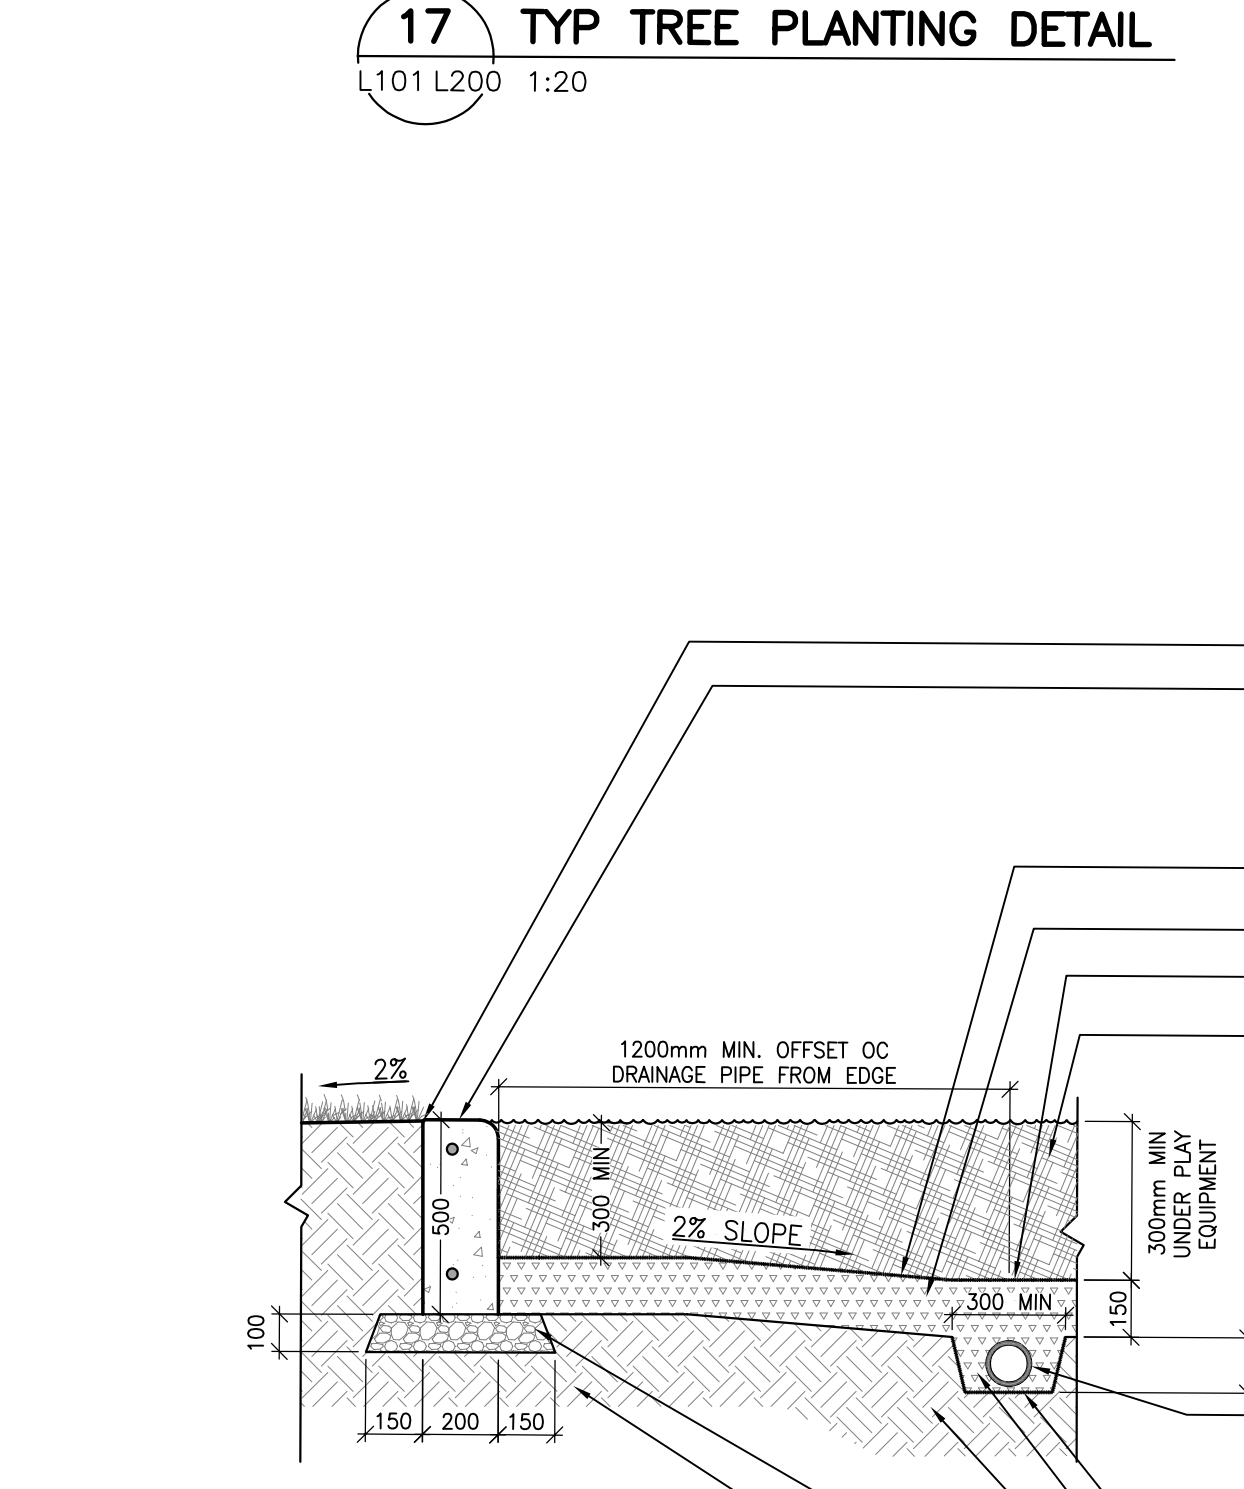 17 TYP TREE PLANTING DETAIL
L101 L200 1:20
1200mm MIN. OFFSET OC
DRAINAGE PIPE FROM EDGE
2%
300 MIN
500
2% SLOPE
300mm MIN
UNDER PLAY
EQUIPMENT
300 MIN
150
100
150 200 150